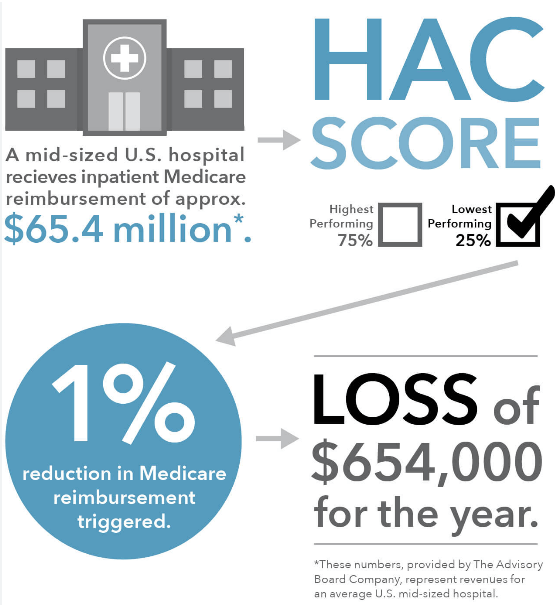 A mid-sized U.S. hospital
recieves inpatient Medicare
reimbursement of approx.
$65.4 million*.
HAC
SCORE
Highest
Performing
75%
Lowest
Performing
25%
1%
reduction in Medicare
reimbursement
triggered.
LOSS of
$654,000
for the year.
*These numbers, provided by The Advisory
Board Company, represent revenues for
an average U.S. mid-sized hospital.